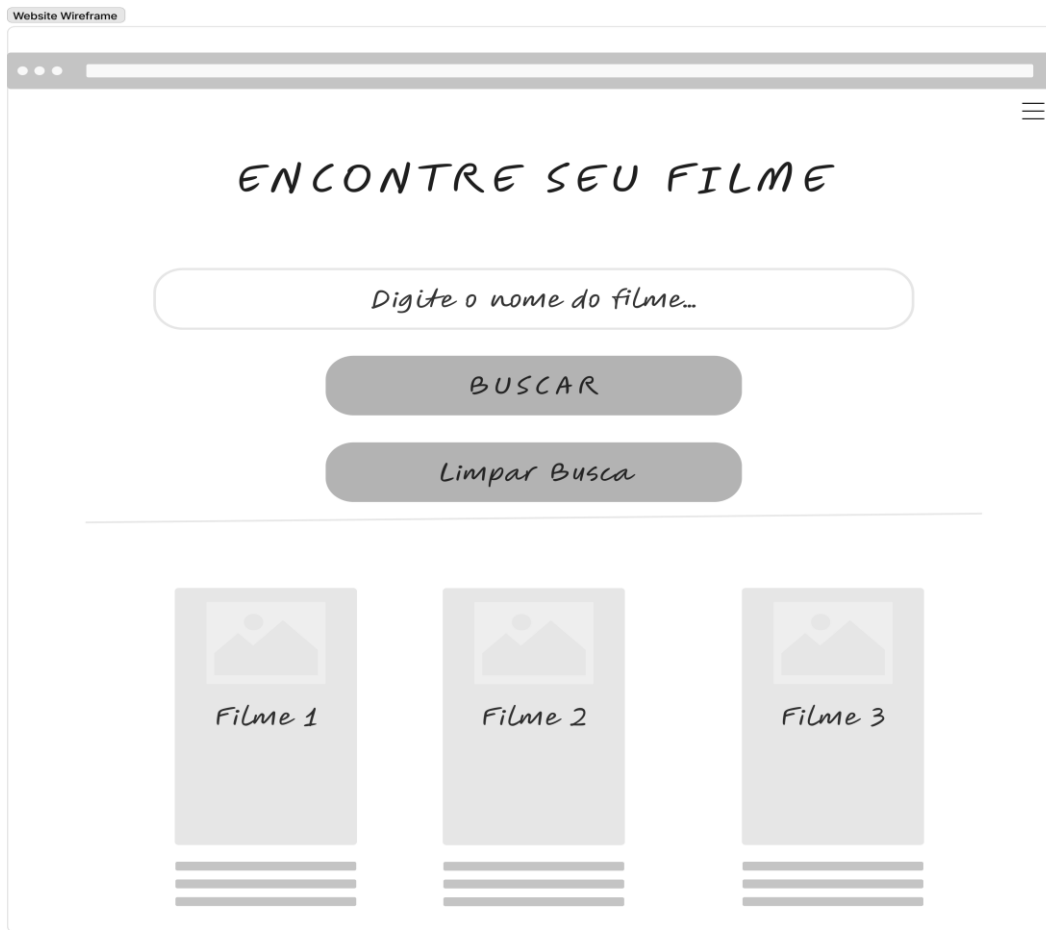 Website Wireframe
ENCONTRE SEU FILME
Digite o nome do filme...
BUSCAR
Limpar Busca
Filme 1 Filme 2 Filme 3